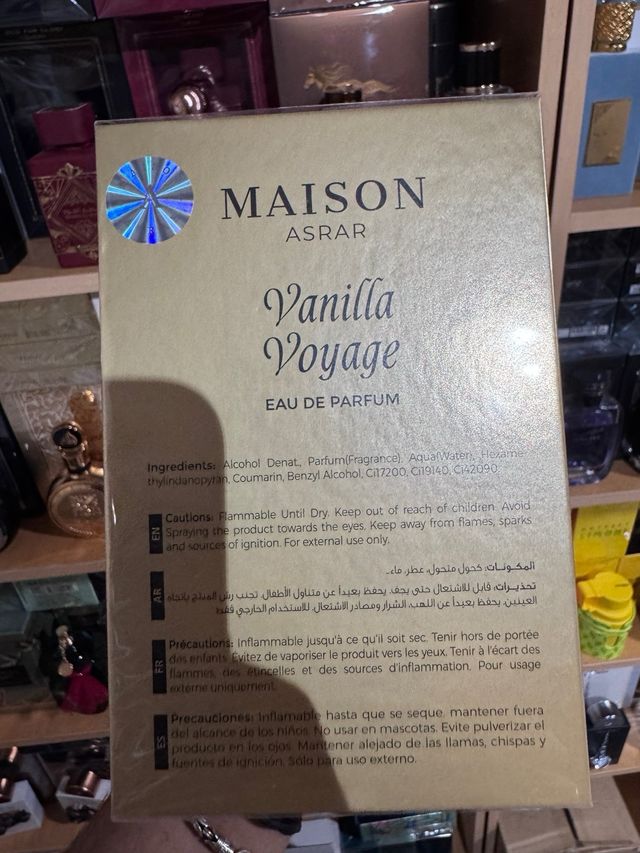 MAISON
ASRAR
Vanilla
Voyage
EAU DE PARFUM
Ingredients: Alcohol Denat., Parfum(Fragrance), Aqua(Water), Hexame
thylindanopyran, Coumarin, Benzyl Alcohol, Ci17200, Ci19140, Ci42090,
EN
Cautions: Flammable Until Dry. Keep out of reach of children. Avoid
Spraying the product towards the eyes. Keep away from flames, sparks
and sources of ignition. For external use only.
AR
المكونات: كحول متحول، عطر، ماء.
تحذيرات: قابل للاشتعال حتى يجف. يحفظ بعيداً عن متناول الأطفال. تجنب رش المنتج باتجاه
العينين. يحفظ بعيداً عن اللهب، الشرار ومصادر الاشتعال. للاستخدام الخارجي فقط
FR
Précautions: Inflammable jusqu'à ce qu'il soit sec. Tenir hors de portée
des enfants. Évitez de vaporiser le produit vers les yeux. Tenir à l'écart des
flammes, des étincelles et des sources d'inflammation. Pour usage
externe uniquement.
ES
Precauciones: Inflamable hasta que se seque, mantener fuera
del alcance de los niños. No usar en mascotas. Evite pulverizar el
producto en los ojos. Mantener alejado de las llamas, chispas y
fuentes de ignición. Sólo para uso externo.